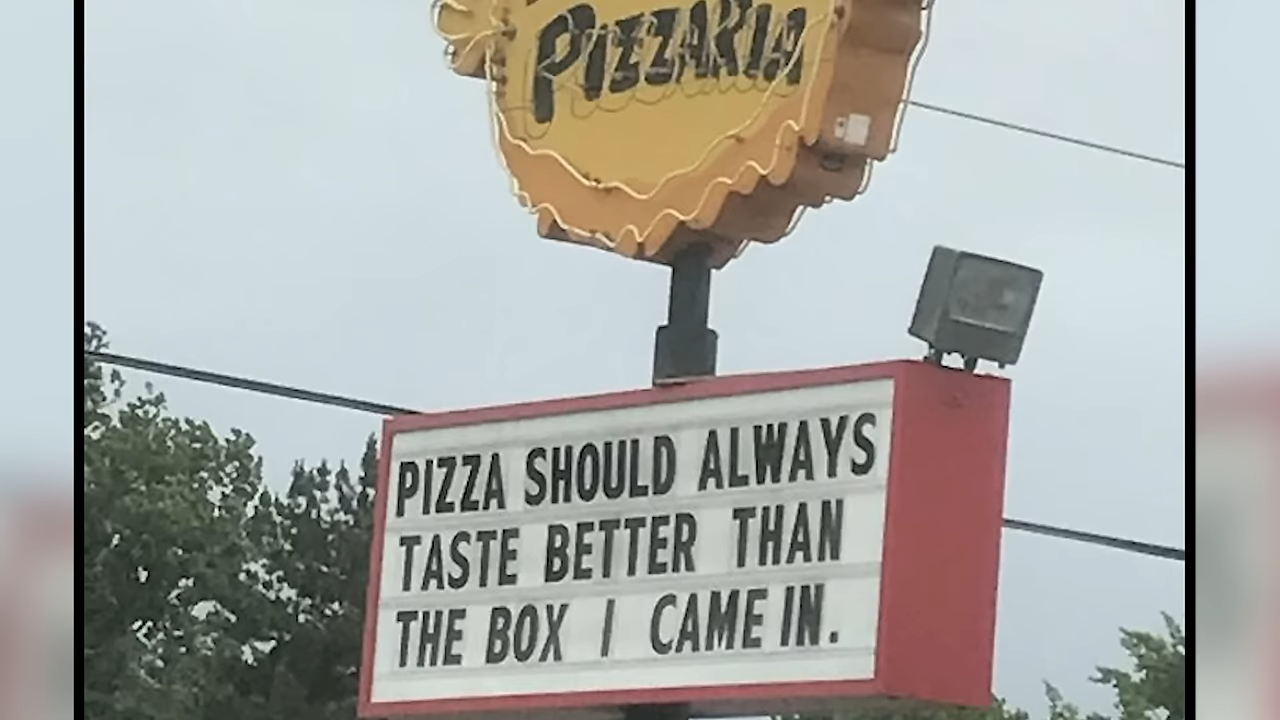 PIZZARIA
PIZZA SHOULD ALWAYS
TASTE BETTER THAN
THE BOX I CAME IN.